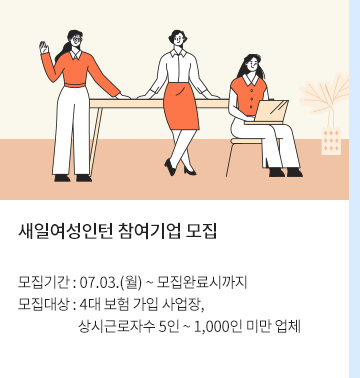 새일여성인턴 참여기업 모집
모집기간 : 07.03.(월) ~ 모집완료시까지
모집대상 : 4대 보험 가입 사업장,
상시근로자수 5인 ~ 1,000인 미만 업체